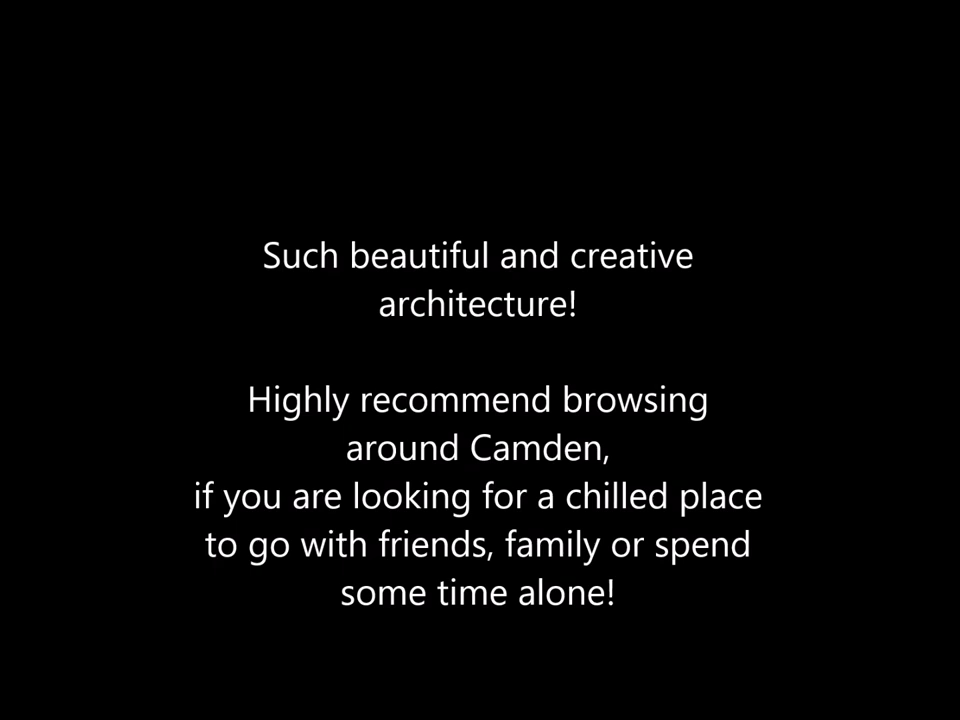 Such beautiful and creative
architecture!
Highly recommend browsing
around Camden,
if you are looking for a chilled place
to go with friends, family or spend
some time alone!